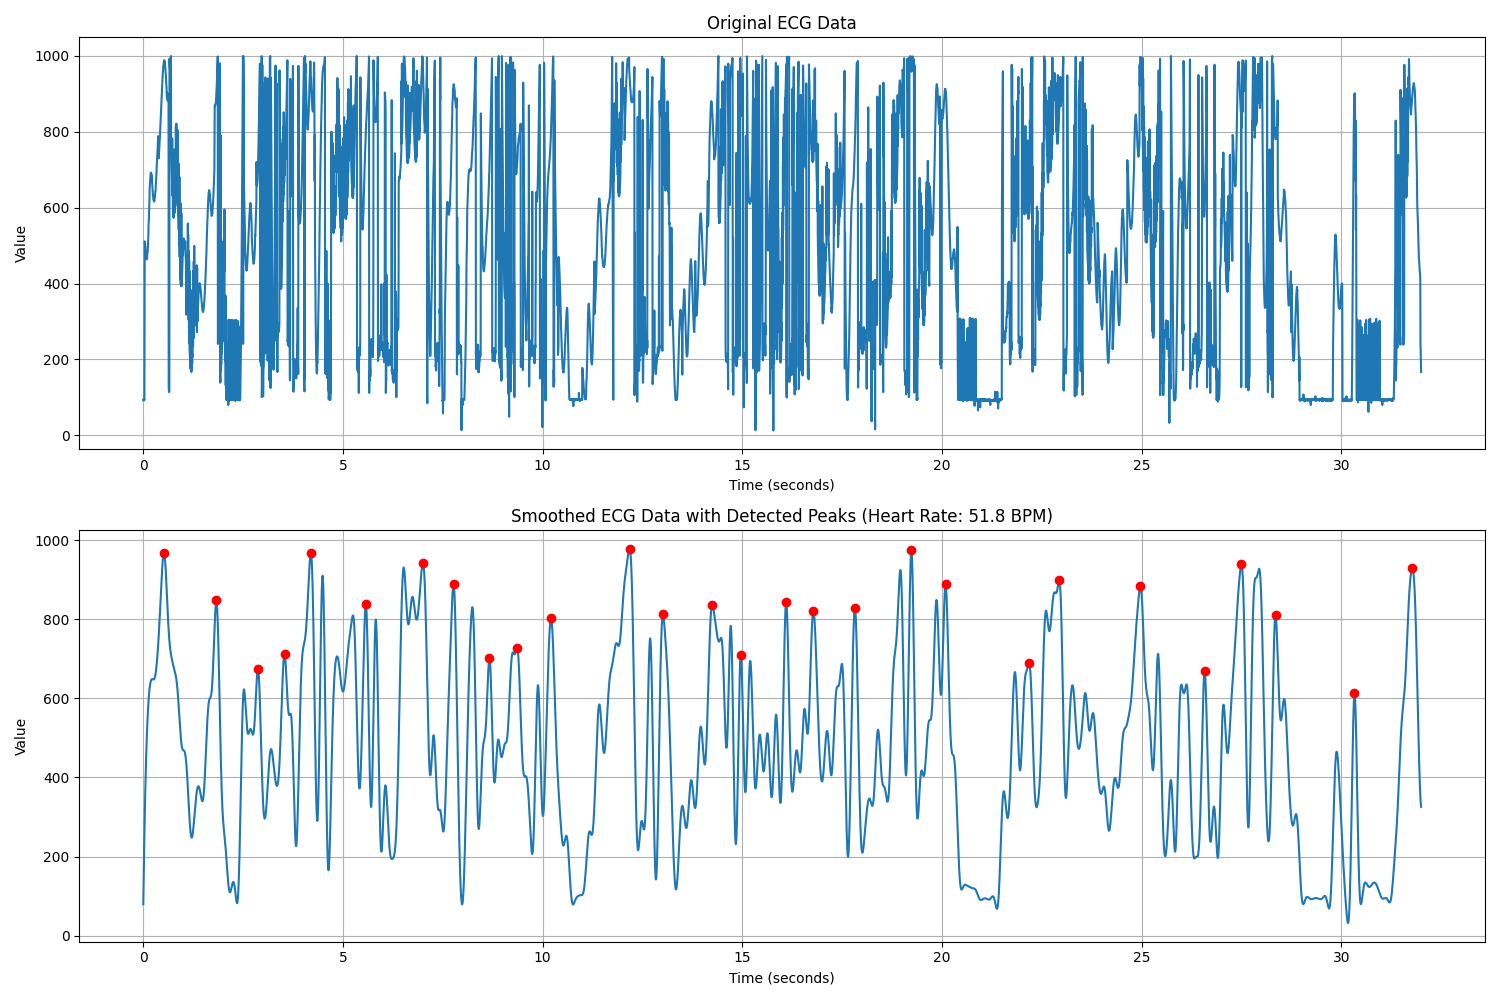 Original ECG Data
1000
800
600
400
200
0
Value
0 5 10 15 20 25 30
Time (seconds)
Smoothed ECG Data with Detected Peaks (Heart Rate: 51.8 BPM)
1000
800
600
400
200
0
Value
0 5 10 15 20 25 30
Time (seconds)